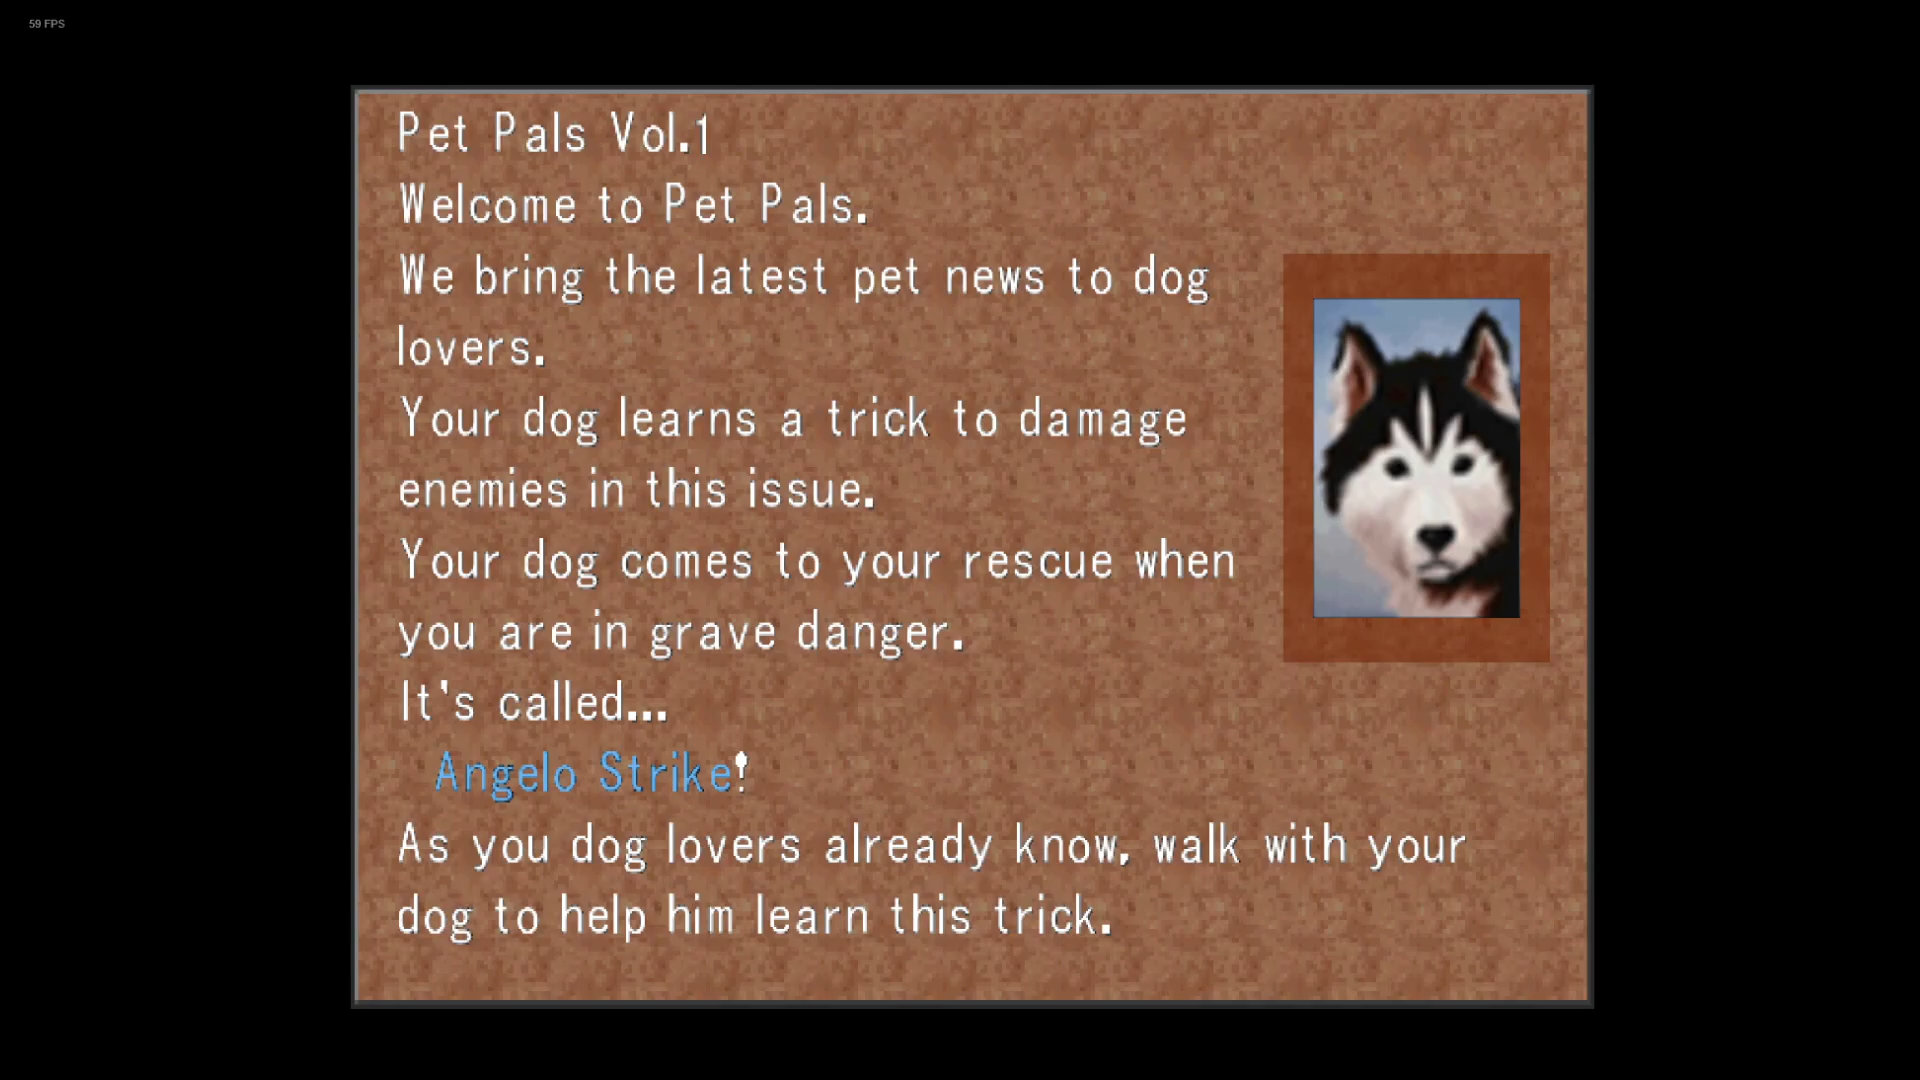 59 FPS
Pet Pals Vol.1
Welcome to Pet Pals.
We bring the latest pet news to dog
lovers.
Your dog learns a trick to damage
enemies in this issue.
Your dog comes to your rescue when
you are in grave danger.
It's called...
Angelo Strike!
As you dog lovers already know, walk with your
dog to help him learn this trick.